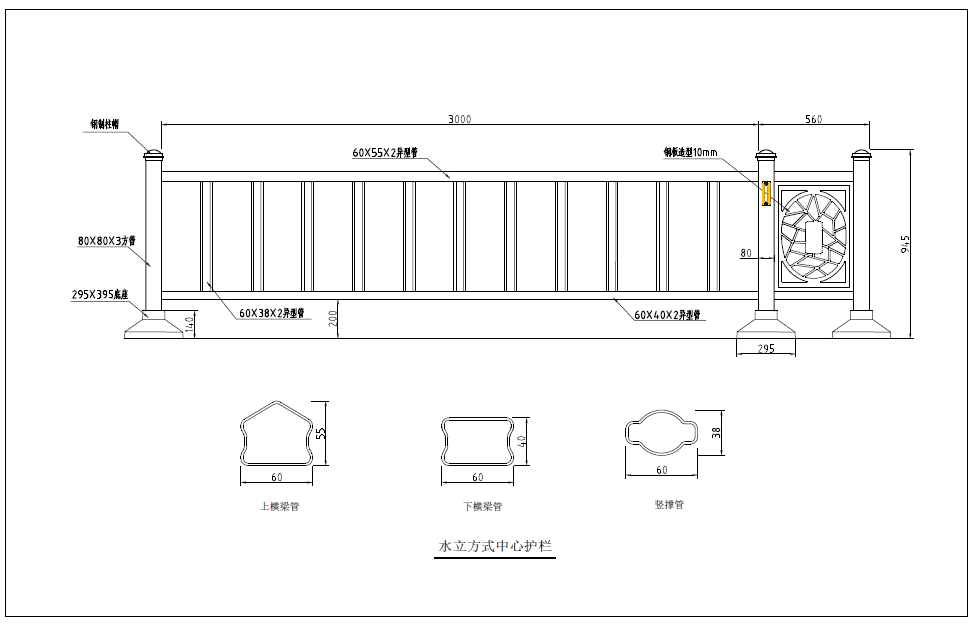 3000
560
钢制柱帽
60X55X2异型管
钢板造型10mm
80X80X3方管
80
945
295X395底座
60X38X2异型管
60X40X2异型管
140
200
295
55
40
38
60
60
60
上横梁管
下横梁管
竖撑管
水立方式中心护栏